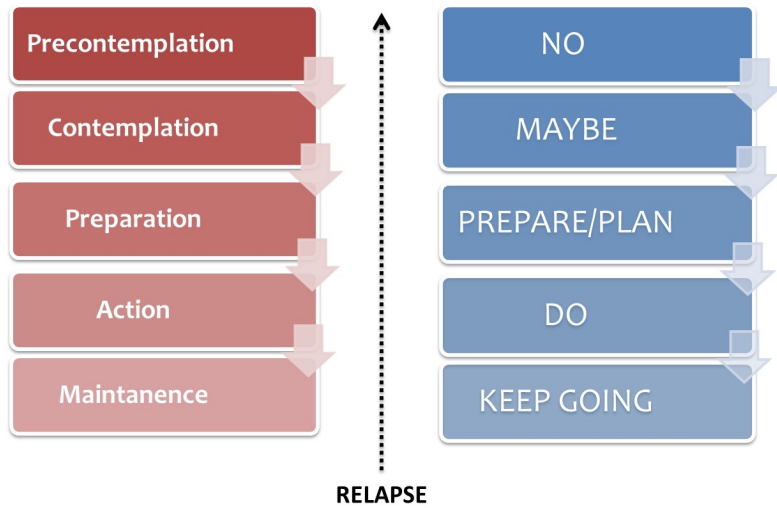 Precontemplation
Contemplation
Preparation
Action
Maintanence
NO
MAYBE
PREPARE/PLAN
DO
KEEP GOING
RELAPSE